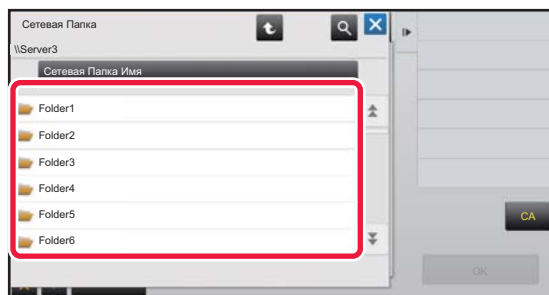 Сетевая Папка
\\Server3
Сетевая Папка Имя
Folder1
Folder2
Folder3
Folder4
Folder5
Folder6
CA
OK